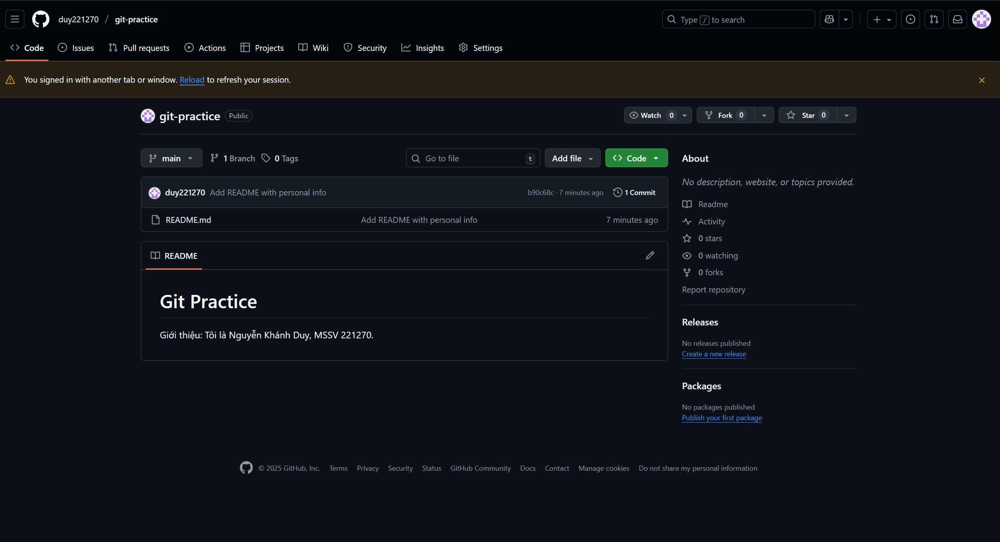 duy221270 / git-practice
Type / to search
Code Issues Pull requests Actions Projects Wiki Security Insights Settings
You signed in with another tab or window. Reload to refresh your session.
git-practice Public
Watch 0 Fork 0 Star 0
main 1 Branch 0 Tags
Go to file t
Add file
Code
duy221270 Add README with personal info b90c68c · 7 minutes ago 1 Commit
README.md Add README with personal info 7 minutes ago
README
Git Practice
Giới thiệu: Tôi là Nguyễn Khánh Duy, MSSV 221270.
About
No description, website, or topics provided.
Readme
Activity
0 stars
0 watching
0 forks
Report repository
Releases
No releases published
Create a new release
Packages
No packages published
Publish your first package
© 2025 GitHub, Inc. Terms Privacy Security Status GitHub Community Docs Contact Manage cookies Do not share my personal information